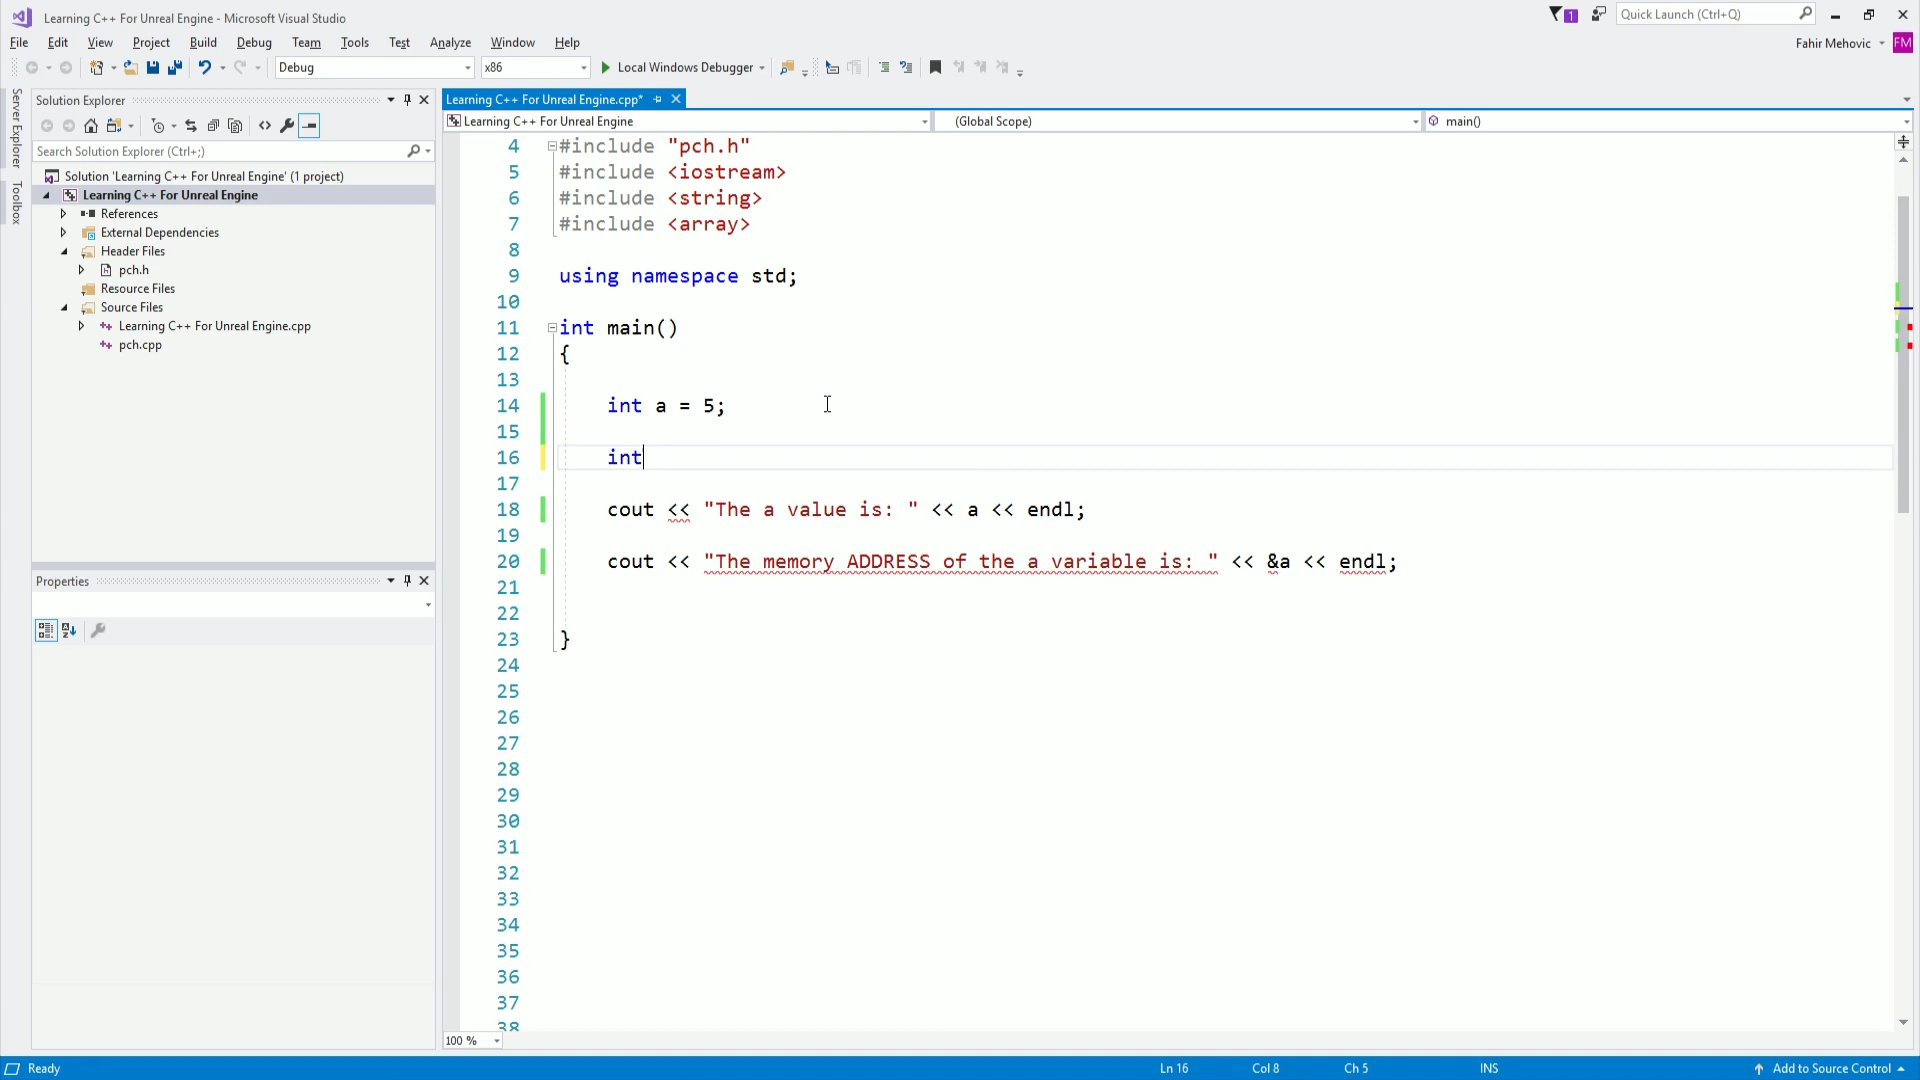 Learning C++ For Unreal Engine - Microsoft Visual Studio
1
Quick Launch (Ctrl+Q)
File Edit View Project Build Debug Team Tools Test Analyze Window Help
Fahir Mehovic
FM
Debug
x86
Local Windows Debugger
Server Explorer
Toolbox
Solution Explorer
Search Solution Explorer (Ctrl+;)
Solution 'Learning C++ For Unreal Engine' (1 project)
Learning C++ For Unreal Engine
References
External Dependencies
Header Files
pch.h
Resource Files
Source Files
Learning C++ For Unreal Engine.cpp
pch.cpp
Properties
Learning C++ For Unreal Engine.cpp*
Learning C++ For Unreal Engine
(Global Scope)
main()
4 #include "pch.h"
5 #include <iostream>
6 #include <string>
7 #include <array>
8
9 using namespace std;
10
11 int main()
12 {
13
14 int a = 5;
15
16 int
17
18 cout << "The a value is: " << a << endl;
19
20 cout << "The memory ADDRESS of the a variable is: " << &a << endl;
21
22
23 }
24
25
26
27
28
29
30
31
32
33
34
35
36
37
38
100 %
Ready
Ln 16
Col 8
Ch 5
INS
Add to Source Control